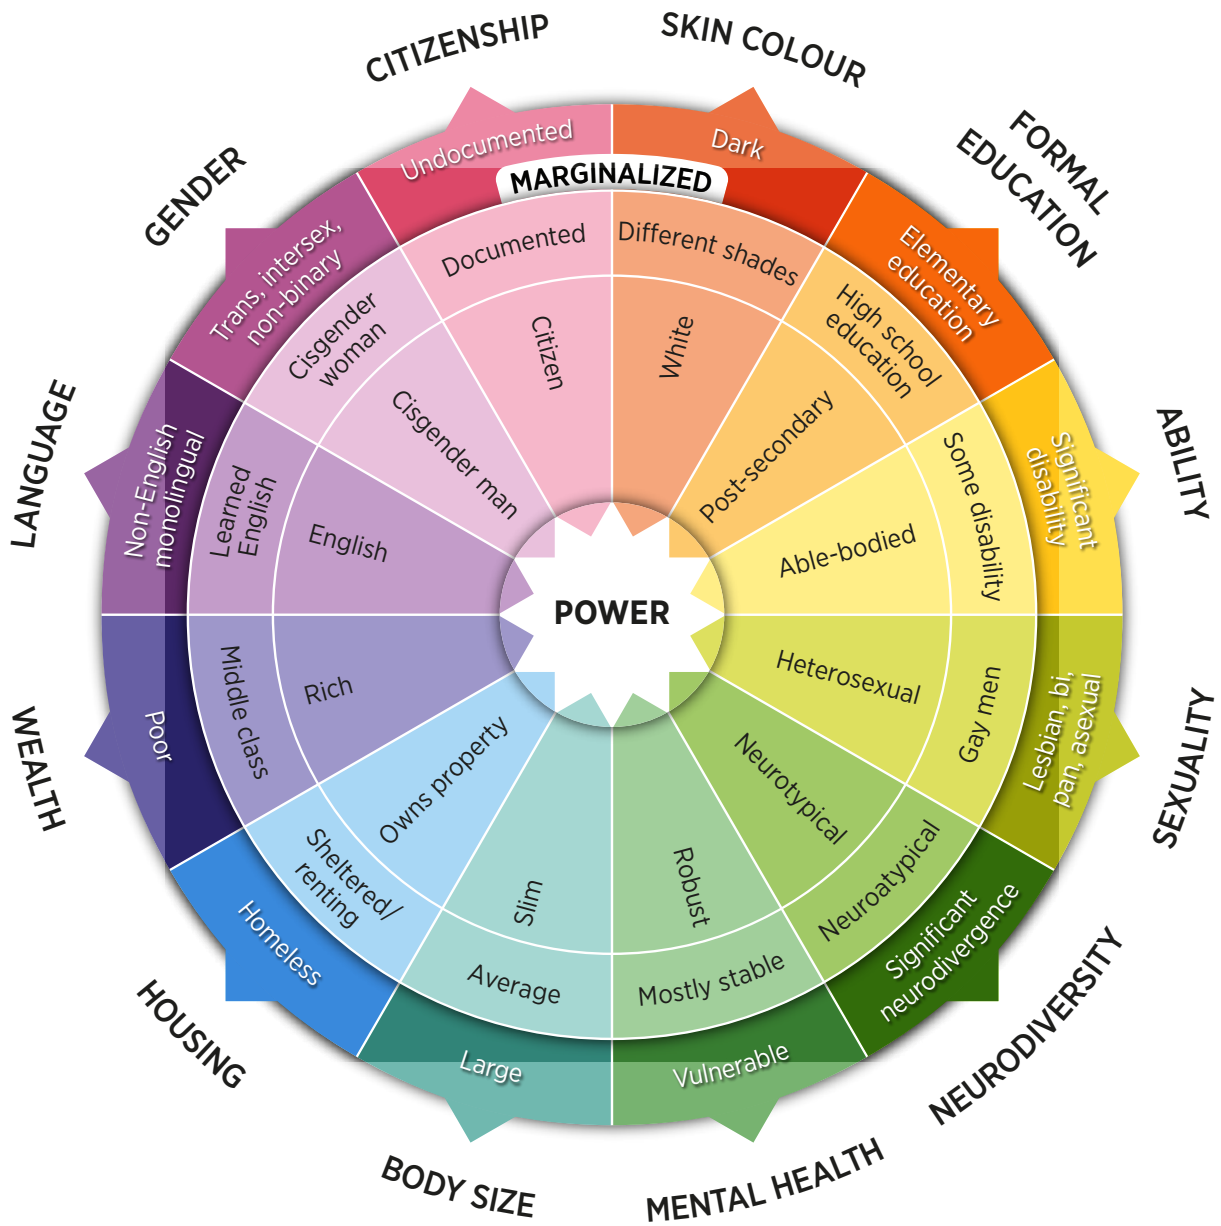 CITIZENSHIP
Undocumented
Documented
Citizen
SKIN COLOUR
Dark
Different shades
White
MARGINALIZED
FORMAL
EDUCATION
Elementary
education
High school
education
Post-secondary
ABILITY
Significant
disability
Some disability
Able-bodied
SEXUALITY
Lesbian, bi,
pan, asexual
Gay men
Heterosexual
NEURODIVERSITY
Significant
neurodivergence
Neuroatypical
Neurotypical
MENTAL HEALTH
Vulnerable
Mostly stable
Robust
BODY SIZE
Large
Average
Slim
HOUSING
Homeless
Sheltered/
renting
Owns property
WEALTH
Poor
Middle class
Rich
LANGUAGE
Non-English
monolingual
Learned
English
English
GENDER
Trans, intersex,
non-binary
Cisgender
woman
Cisgender man
POWER